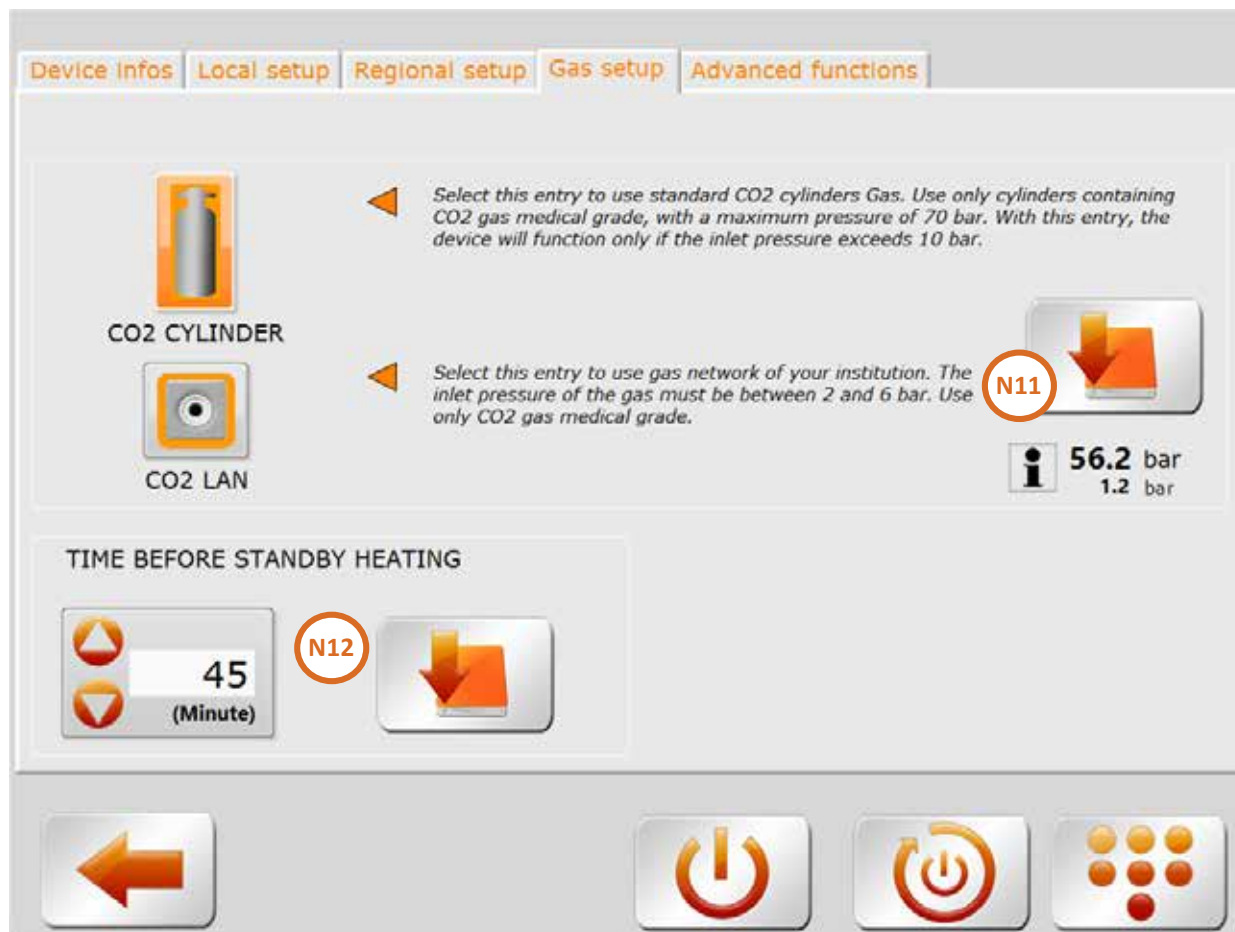 Device Infos
Local setup
Regional setup
Gas setup
Advanced functions
Select this entry to use standard CO2 cylinders Gas. Use only cylinders containing
CO2 gas medical grade, with a maximum pressure of 70 bar. With this entry, the
device will function only if the inlet pressure exceeds 10 bar.
CO2 CYLINDER
Select this entry to use gas network of your institution. The
inlet pressure of the gas must be between 2 and 6 bar. Use
only CO2 gas medical grade.
N11
CO2 LAN
56.2 bar
1.2 bar
TIME BEFORE STANDBY HEATING
45
(Minute)
N12